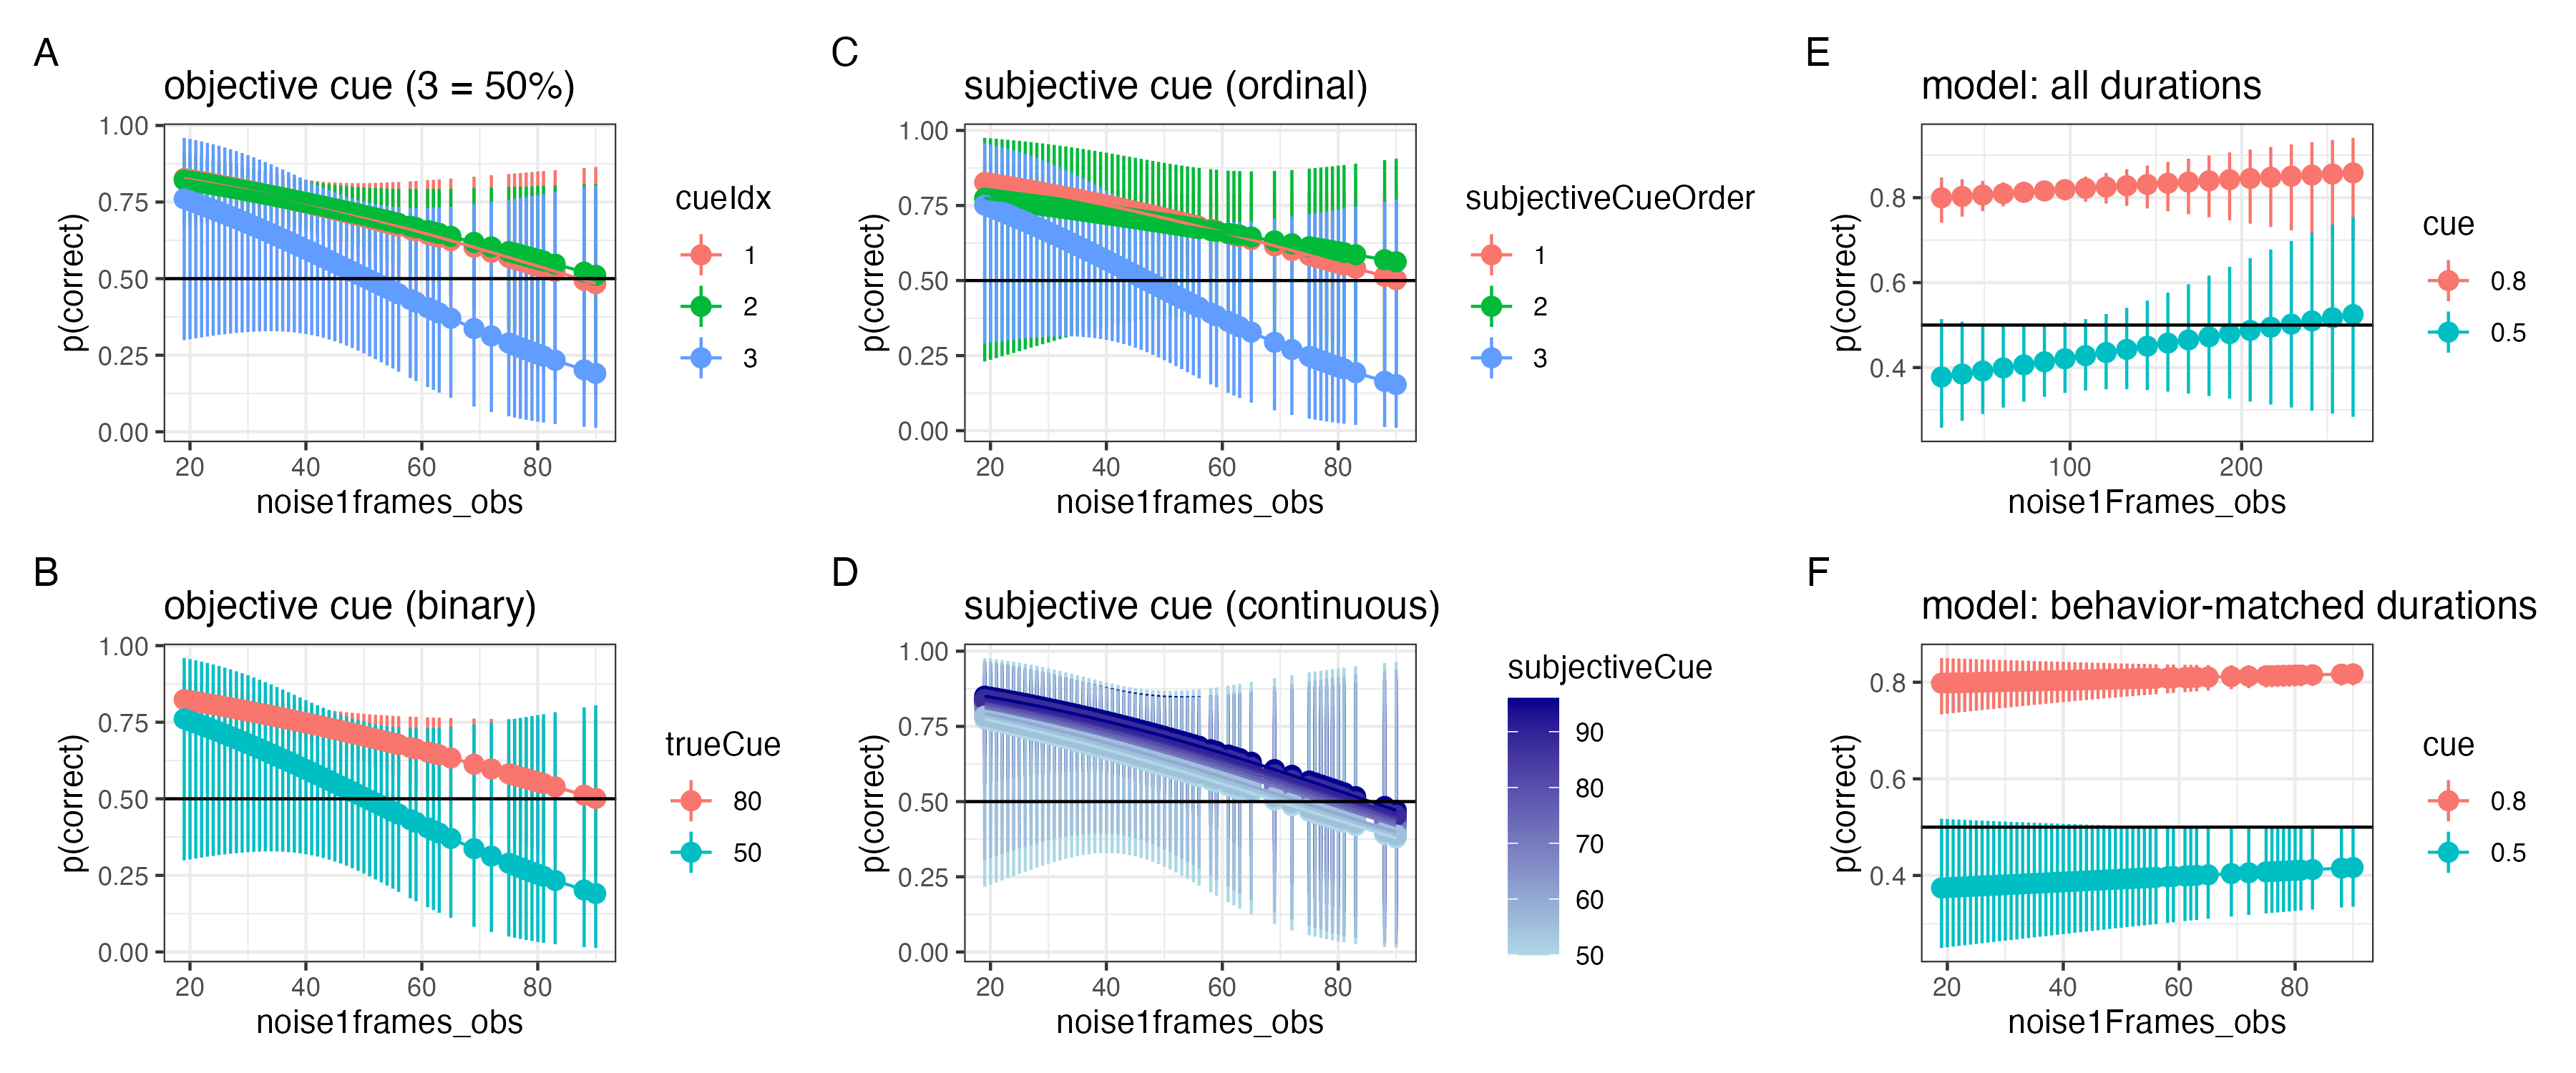 A
objective cue (3 = 50%)
1.00
0.75
0.50
0.25
0.00
p(correct)
20 40 60 80
noise1frames_obs
cueIdx
1
2
3
B
objective cue (binary)
1.00
0.75
0.50
0.25
0.00
p(correct)
20 40 60 80
noise1frames_obs
trueCue
80
50
C
subjective cue (ordinal)
1.00
0.75
0.50
0.25
0.00
p(correct)
20 40 60 80
noise1frames_obs
subjectiveCueOrder
1
2
3
D
subjective cue (continuous)
1.00
0.75
0.50
0.25
0.00
p(correct)
20 40 60 80
noise1frames_obs
subjectiveCue
90
80
70
60
50
E
model: all durations
0.8
0.6
0.4
p(correct)
100 200
noise1Frames_obs
cue
0.8
0.5
F
model: behavior-matched durations
0.8
0.6
0.4
p(correct)
20 40 60 80
noise1Frames_obs
cue
0.8
0.5